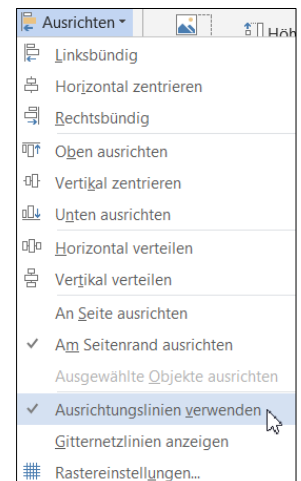 Ausrichten
Höh
Linksbündig
Horizontal zentrieren
Rechtsbündig
Oben ausrichten
Vertikal zentrieren
Unten ausrichten
Horizontal verteilen
Vertikal verteilen
An Seite ausrichten
Am Seitenrand ausrichten
Ausgewählte Objekte ausrichten
Ausrichtungslinien verwenden
Gitternetzlinien anzeigen
Rastereinstellungen...